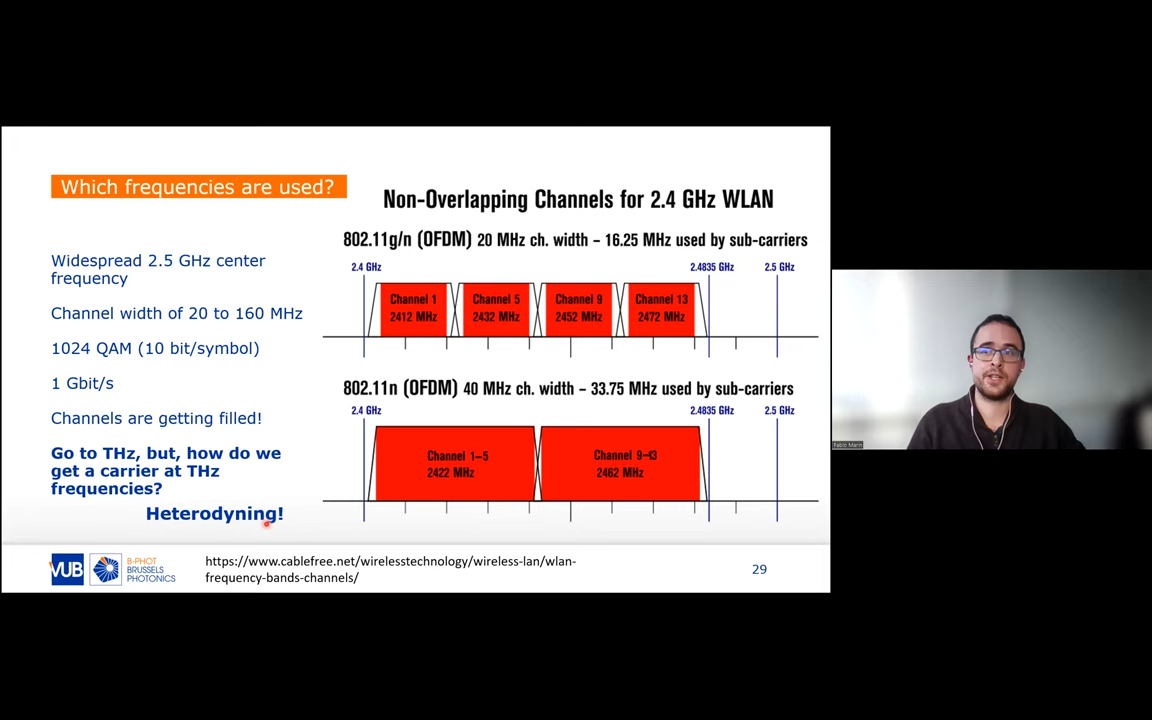 Which frequencies are used?
Non-Overlapping Channels for 2.4 GHz WLAN
802.11g/n (OFDM) 20 MHz ch. width – 16.25 MHz used by sub-carriers
2.4 GHz
2.4835 GHz
2.5 GHz
Channel 1
2412 MHz
Channel 5
2432 MHz
Channel 9
2452 MHz
Channel 13
2472 MHz
802.11n (OFDM) 40 MHz ch. width – 33.75 MHz used by sub-carriers
2.4 GHz
2.4835 GHz
2.5 GHz
Channel 1–5
2422 MHz
Channel 9–13
2462 MHz
Widespread 2.5 GHz center
frequency
Channel width of 20 to 160 MHz
1024 QAM (10 bit/symbol)
1 Gbit/s
Channels are getting filled!
Go to THz, but, how do we
get a carrier at THz
frequencies?
Heterodyning!
VUB
B-PHOT
BRUSSELS
PHOTONICS
https://www.cablefree.net/wirelesstechnology/wireless-lan/wlan-
frequency-bands-channels/
29
Pablo Marin